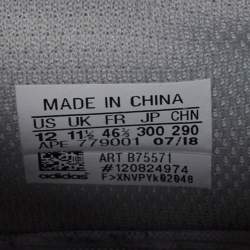 MADE IN CHINA
US UK FR JP CHN
12 11½ 46⅔ 300 290
APE 779001 07/18
ART B75571
#120824974
adidas F>XNVPYk02048